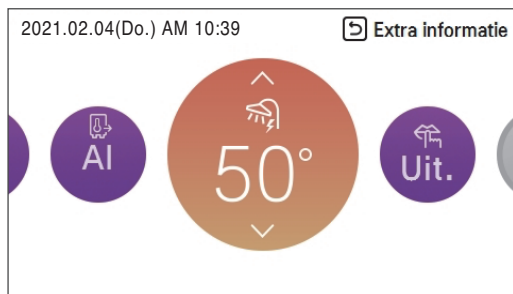 2021.02.04(Do.) AM 10:39
Extra informatie
AI
50°
Uit.